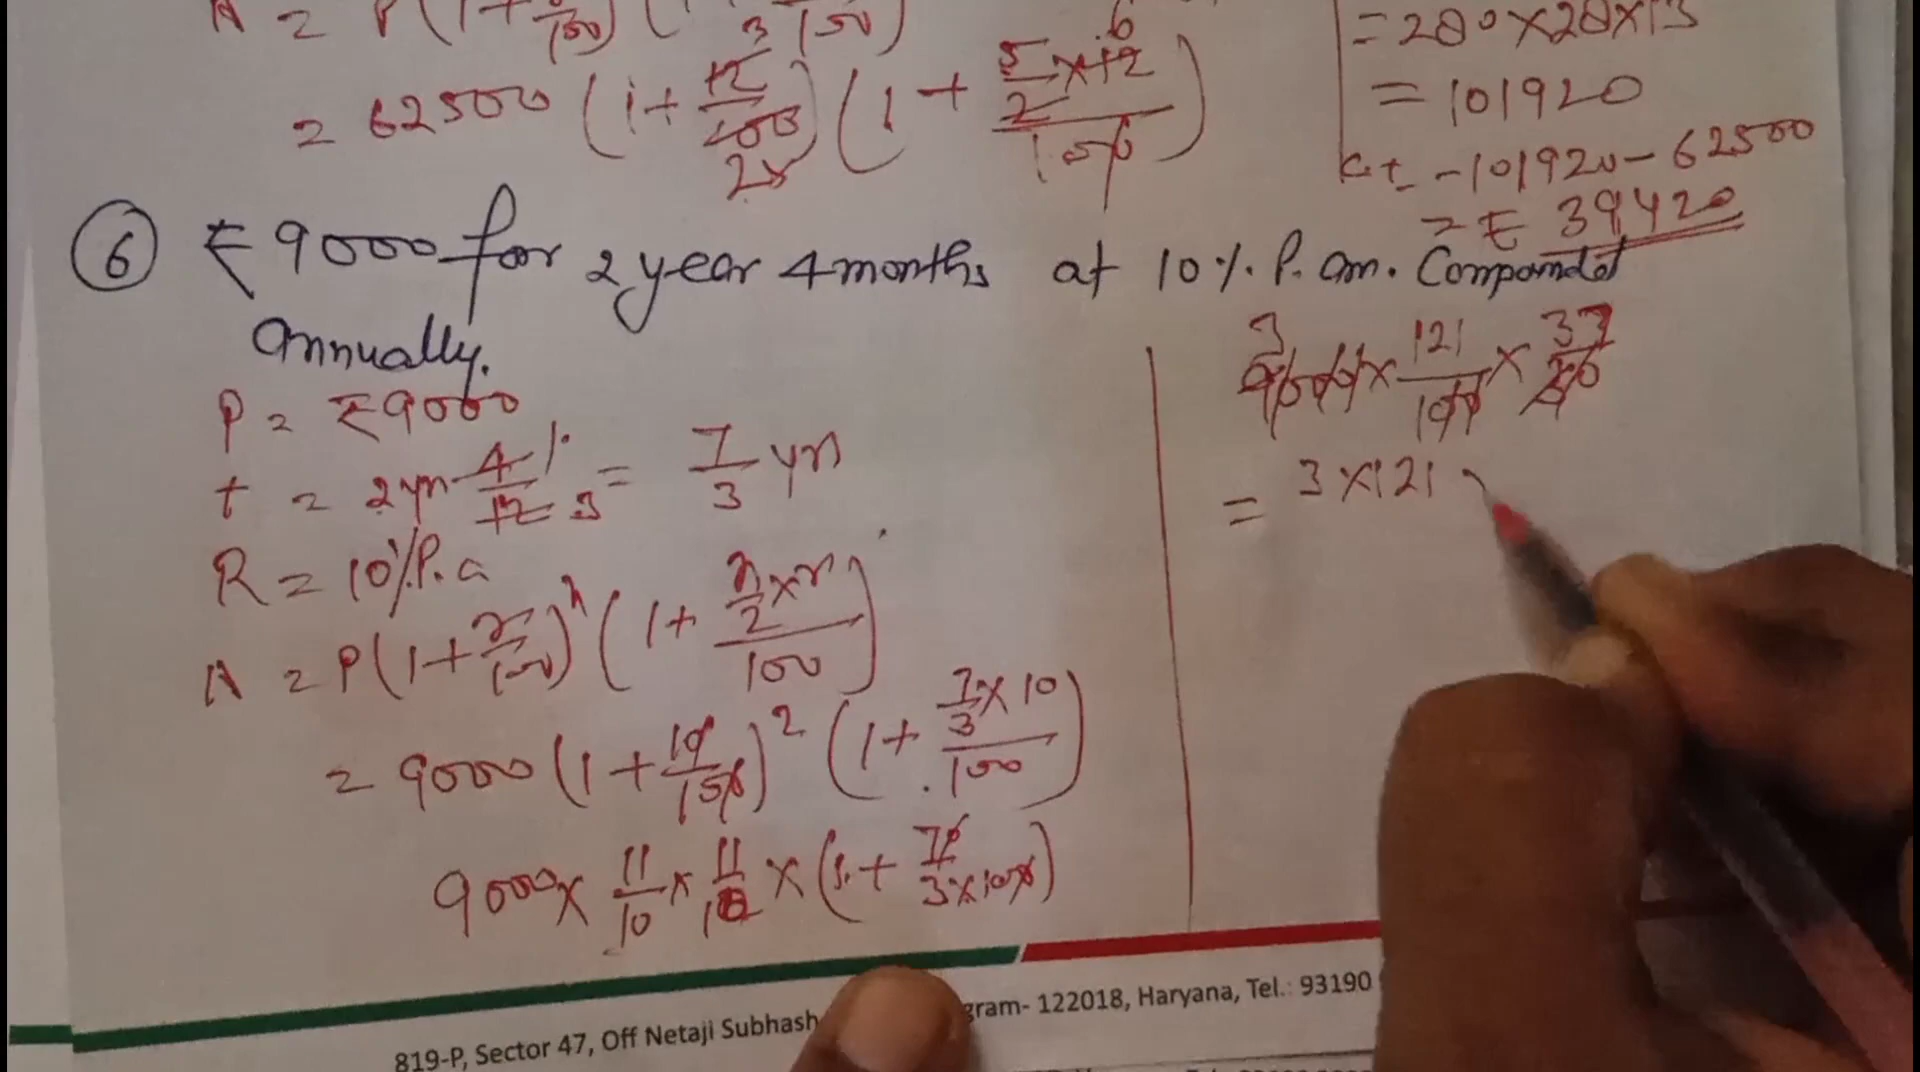 = 62500 (1 + 12/100) (1 + 5/2 × 12/100)
= 280 × 28 × 13
= 101920
- 101920 - 62500
= ₹ 39420
⑥ ₹ 9000 for 2 year 4 months at 10 %. P. am. Compounded
annually.
P = ₹ 9000
t = 2 yr 4/12 = 7/3 yr
R = 10 % P.a
A = P(1 + r/100)^n (1 + n/2 × r/100)
= 9000 (1 + 10/100)^2 (1 + 7/3 × 10/100)
9000 × 11/10 × 11/10 × (1 + 70/3×100)
9000 × 121/100 × 37/30
= 3 × 121
819-P, Sector 47, Off Netaji Subhash gram- 122018, Haryana, Tel.: 93190